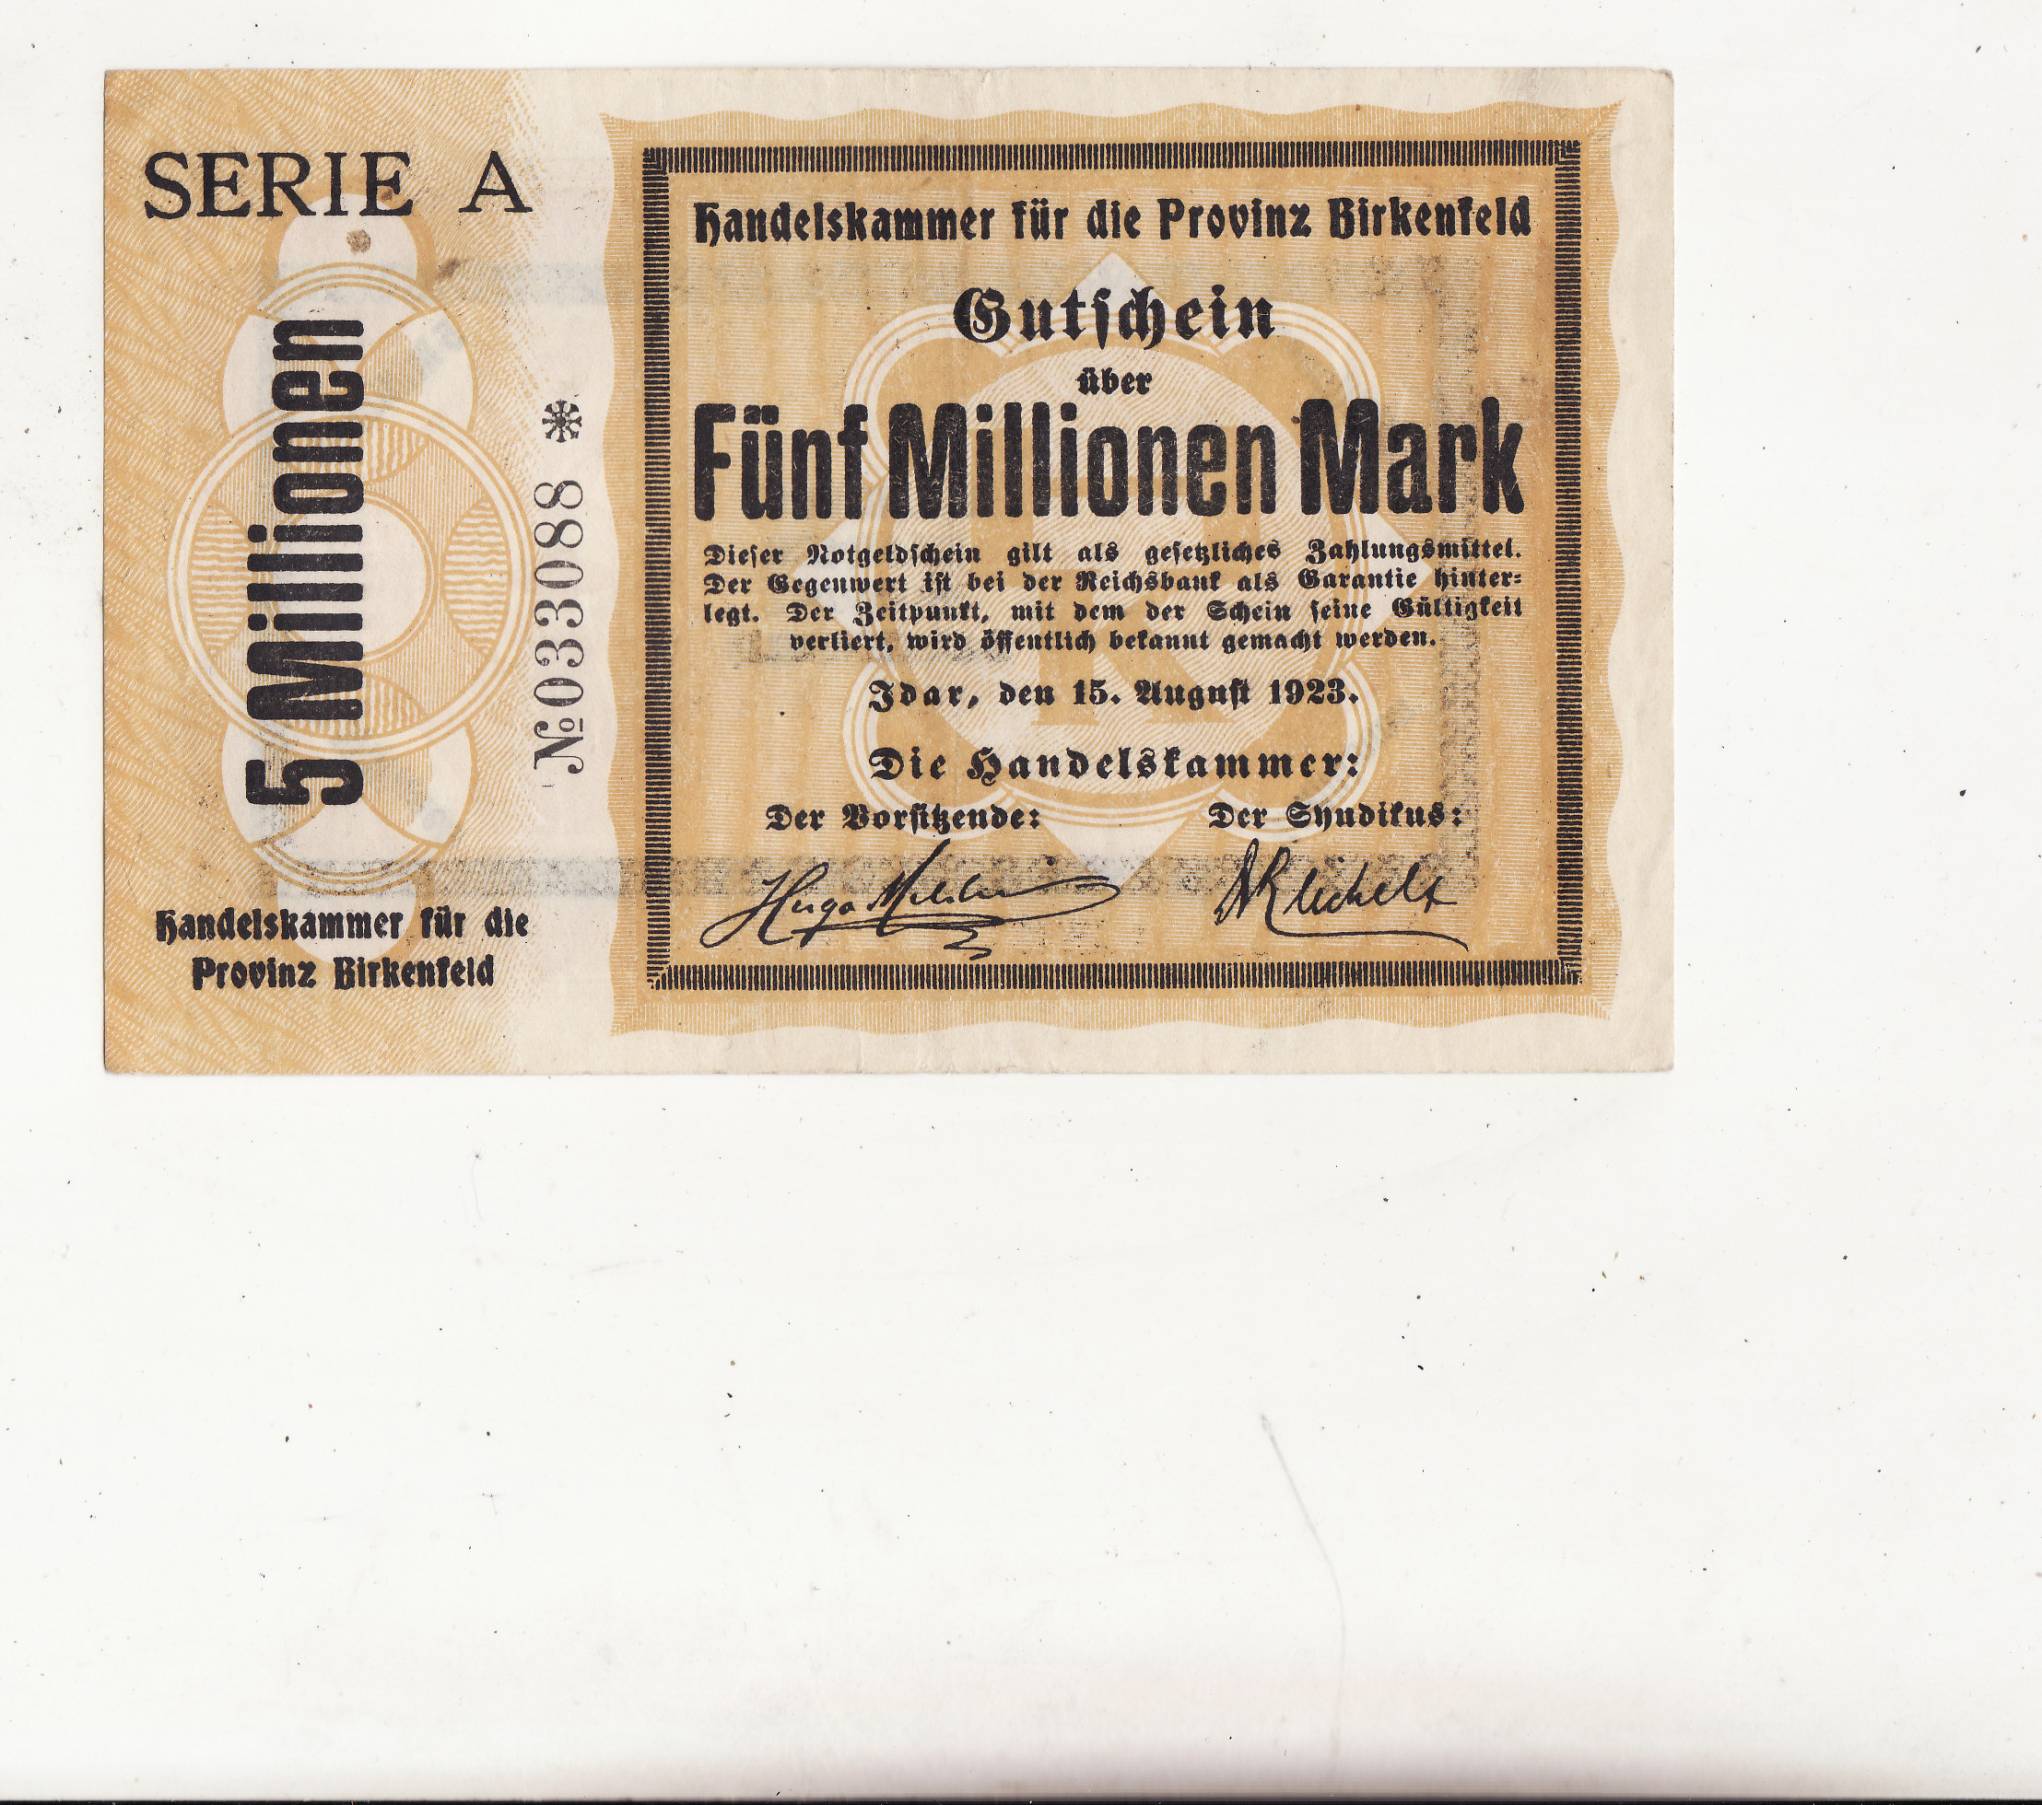 SERIE A
5 Millionen
№033088 *
Handelskammer für die
Provinz Birkenfeld
Handelskammer für die Provinz Birkenfeld
Gutschein
über
Fünf Millionen Mark
Dieser Notgeldschein gilt als gesetzliches Zahlungsmittel.
Der Gegenwert ist bei der Reichsbank als Garantie hinter-
legt. Der Zeitpunkt, mit dem der Schein seine Gültigkeit
verliert, wird öffentlich bekannt gemacht werden.
Idar, den 15. August 1923.
Die Handelskammer:
Der Vorsitzende: Der Syndikus:
Hugo